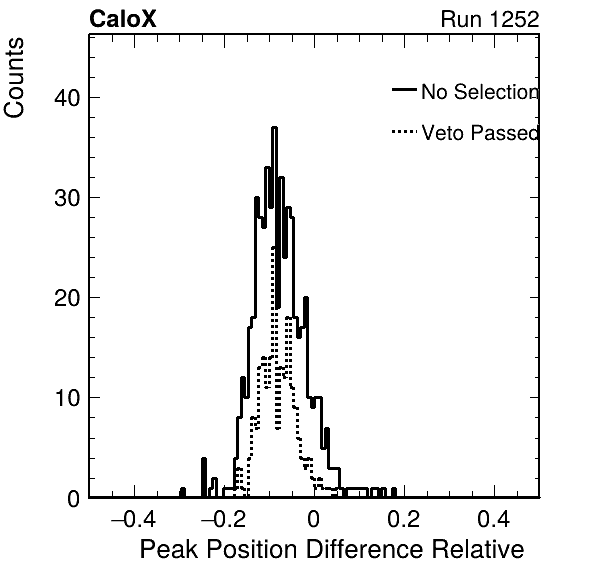 CaloX Run 1252
Counts
No Selection
Veto Passed
40
30
20
10
0
−0.4 −0.2 0 0.2 0.4
Peak Position Difference Relative